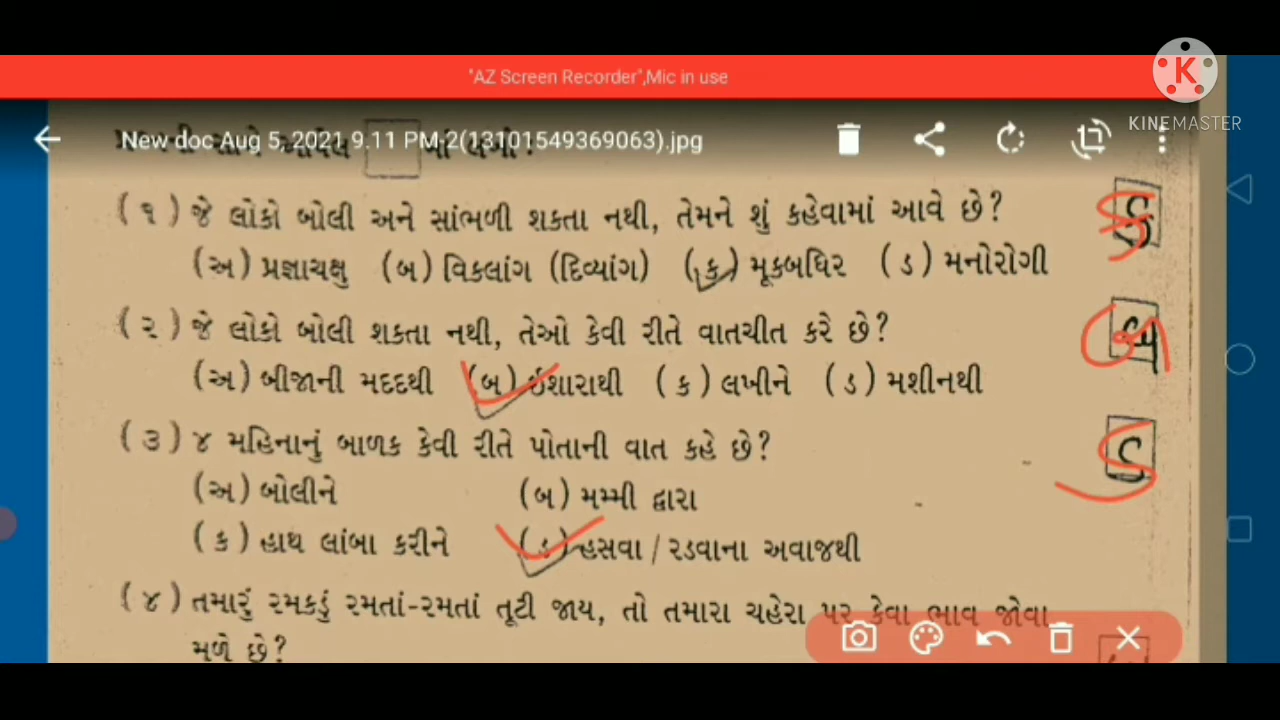 "AZ Screen Recorder",Mic in use
KINEMASTER
New doc Aug 5, 2021 9.11 PM-2(13101549369063).jpg
(૧) જે લોકો બોલી અને સાંભળી શકતા નથી, તેમને શું કહેવામાં આવે છે? ક
(અ) પ્રજ્ઞાચક્ષુ (બ) વિકલાંગ (દિવ્યાંગ) (ક) મૂકબધિર (ડ) મનોરોગી
(૨) જે લોકો બોલી શકતા નથી, તેઓ કેવી રીતે વાતચીત કરે છે? બ
(અ) બીજાની મદદથી (બ) ઈશારાથી (ક) લખીને (ડ) મશીનથી
(૩) ૪ મહિનાનું બાળક કેવી રીતે પોતાની વાત કહે છે? ડ
(અ) બોલીને (બ) મમ્મી દ્વારા
(ક) હાથ લાંબા કરીને (ડ) હસવા / રડવાના અવાજથી
(૪) તમારું રમકડું રમતાં-રમતાં તૂટી જાય, તો તમારા ચહેરા પર કેવા ભાવ જોવા
મળે છે?